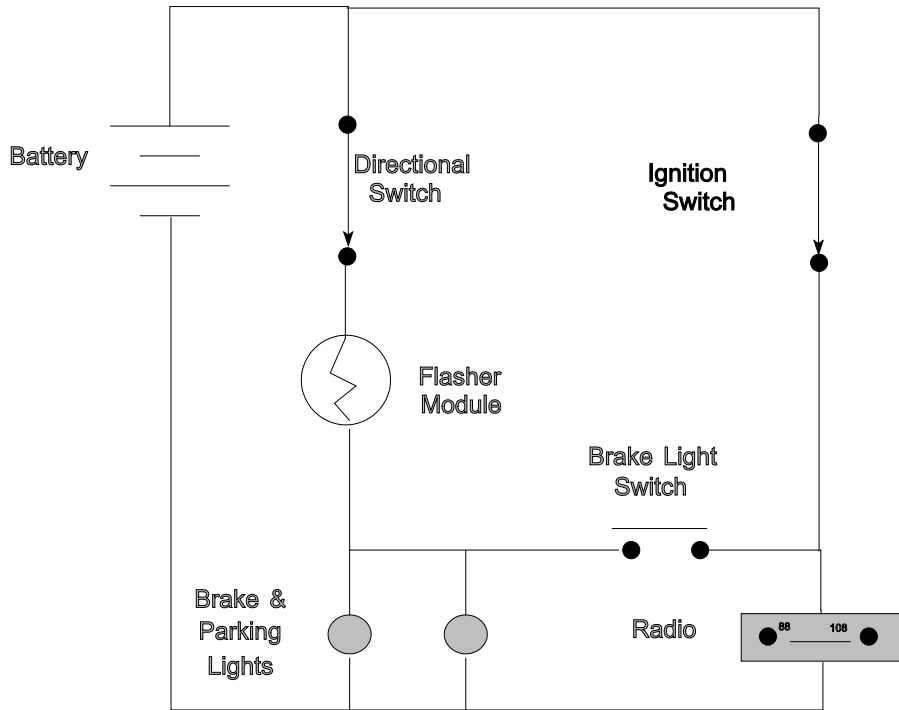 Battery
Directional
Switch
Ignition
Switch
Flasher
Module
Brake Light
Switch
Brake &
Parking
Lights
Radio
88
108